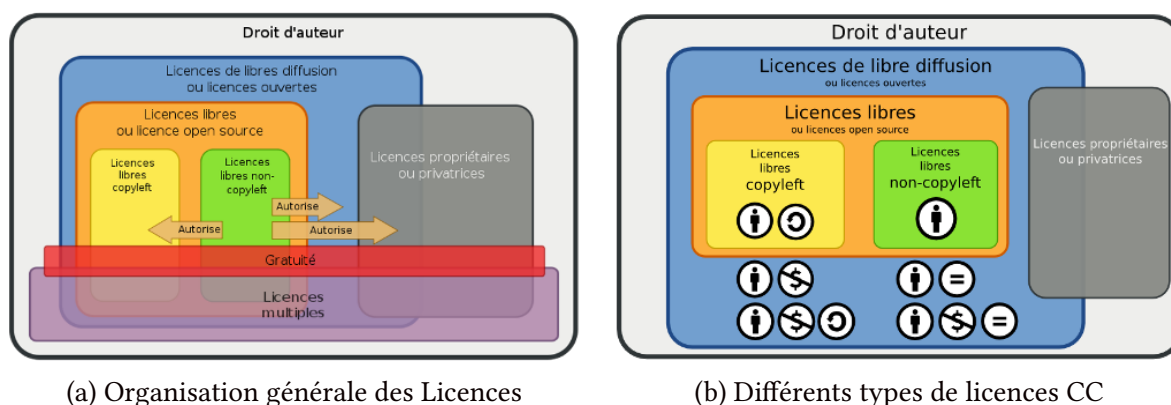 Droit d'auteur
Licences de libres diffusion
ou licences ouvertes
Licences libres
ou licence open source
Licences
libres
copyleft
Licences
libres non-
copyleft
Licences propriétaires
ou privatrices
Autorise
Autorise
Autorise
Gratuité
Licences
multiples
(a) Organisation générale des Licences
Droit d'auteur
Licences de libre diffusion
ou licences ouvertes
Licences libres
ou licences open source
Licences
libres
copyleft
Licences
libres
non-copyleft
Licences propriétaires
ou privatrices
$ =
$ $ =
(b) Différents types de licences CC